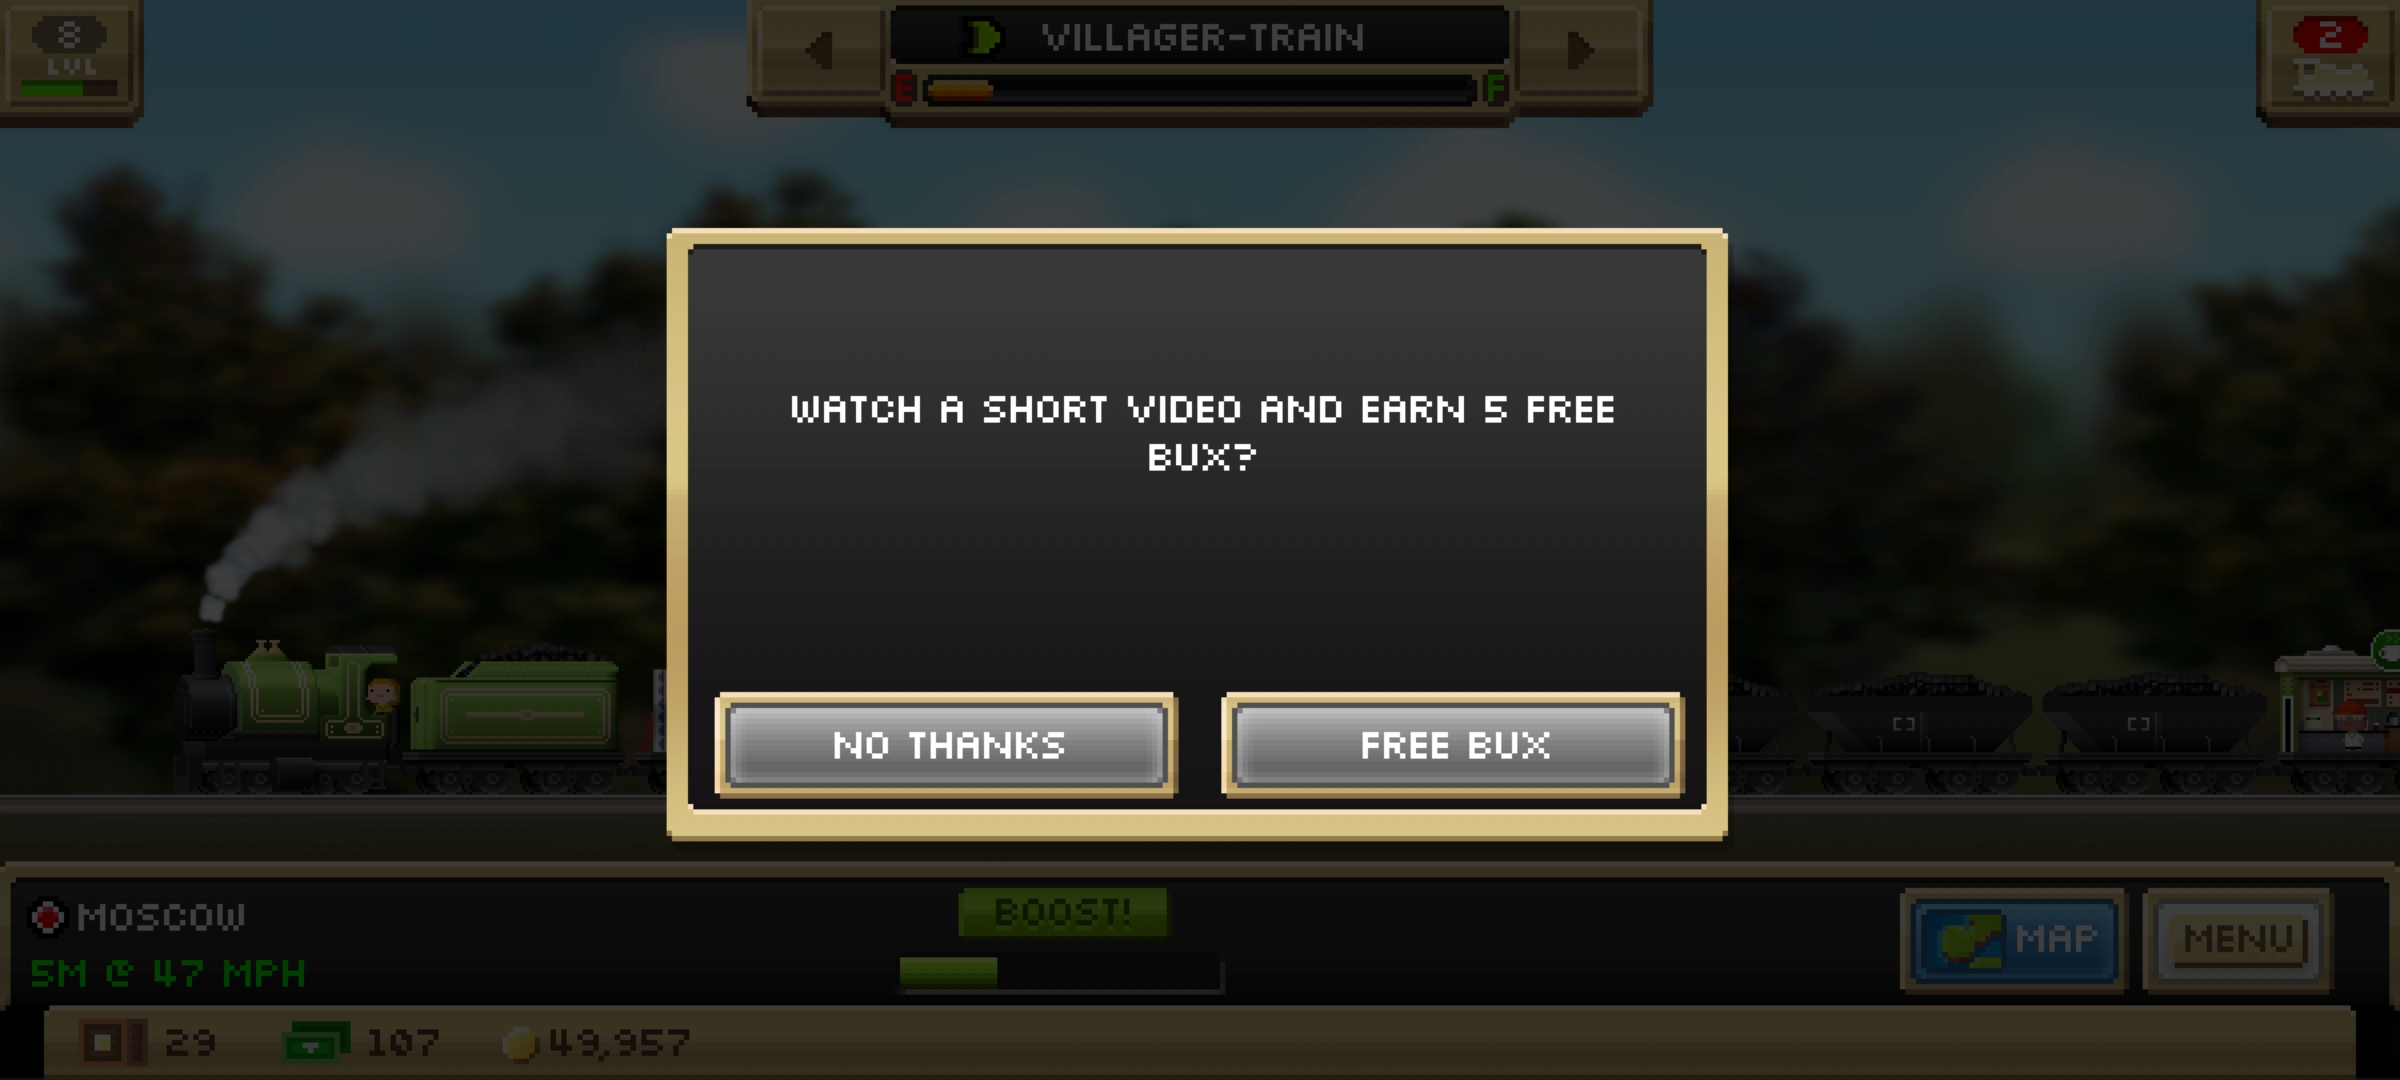 8
LVL
VILLAGER-TRAIN
E F
2
WATCH A SHORT VIDEO AND EARN 5 FREE
BUX?
NO THANKS
FREE BUX
MOSCOW
5M @ 47 MPH
BOOST!
MAP
MENU
29
107
49,957